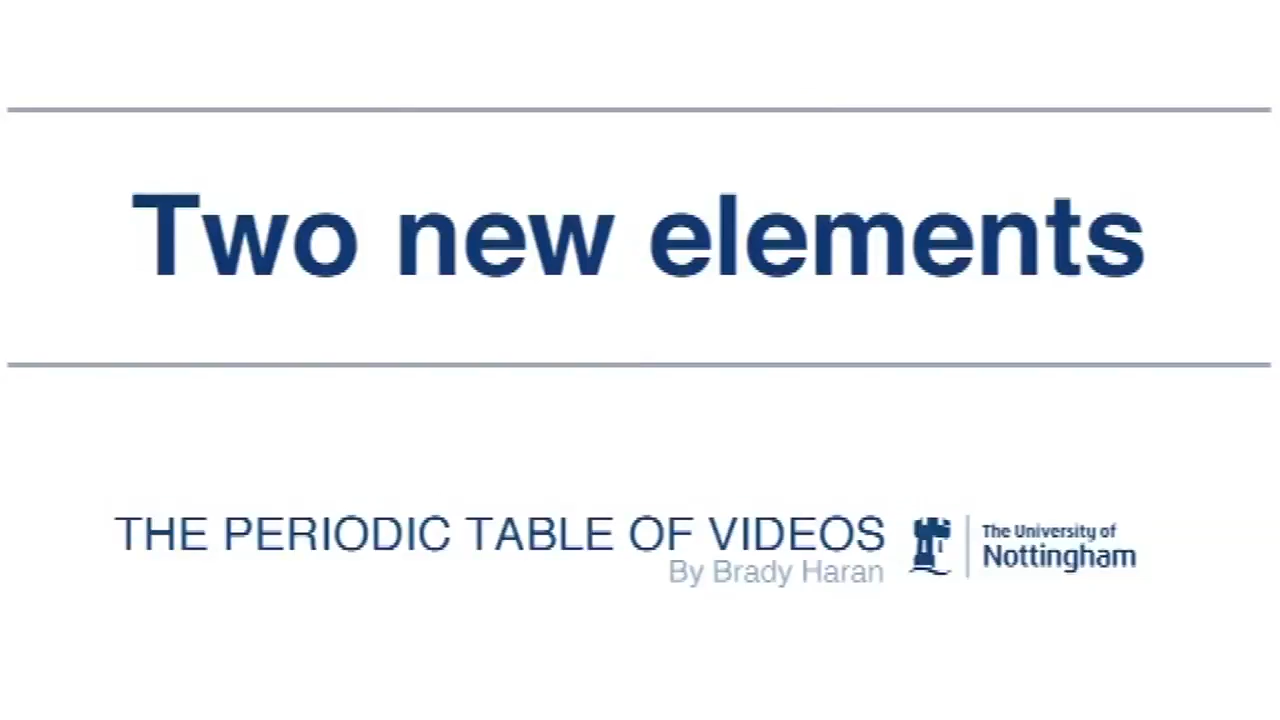 Two new elements
THE PERIODIC TABLE OF VIDEOS
By Brady Haran
The University of
Nottingham